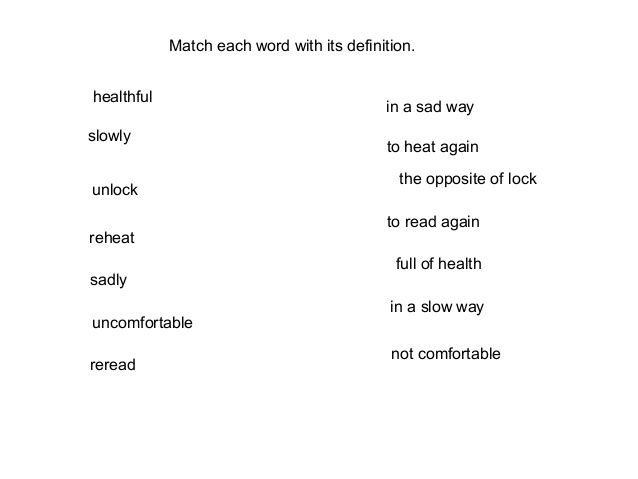 Match each word with its definition.
healthful
in a sad way
slowly
to heat again
the opposite of lock
unlock
to read again
reheat
full of health
sadly
in a slow way
uncomfortable
not comfortable
reread